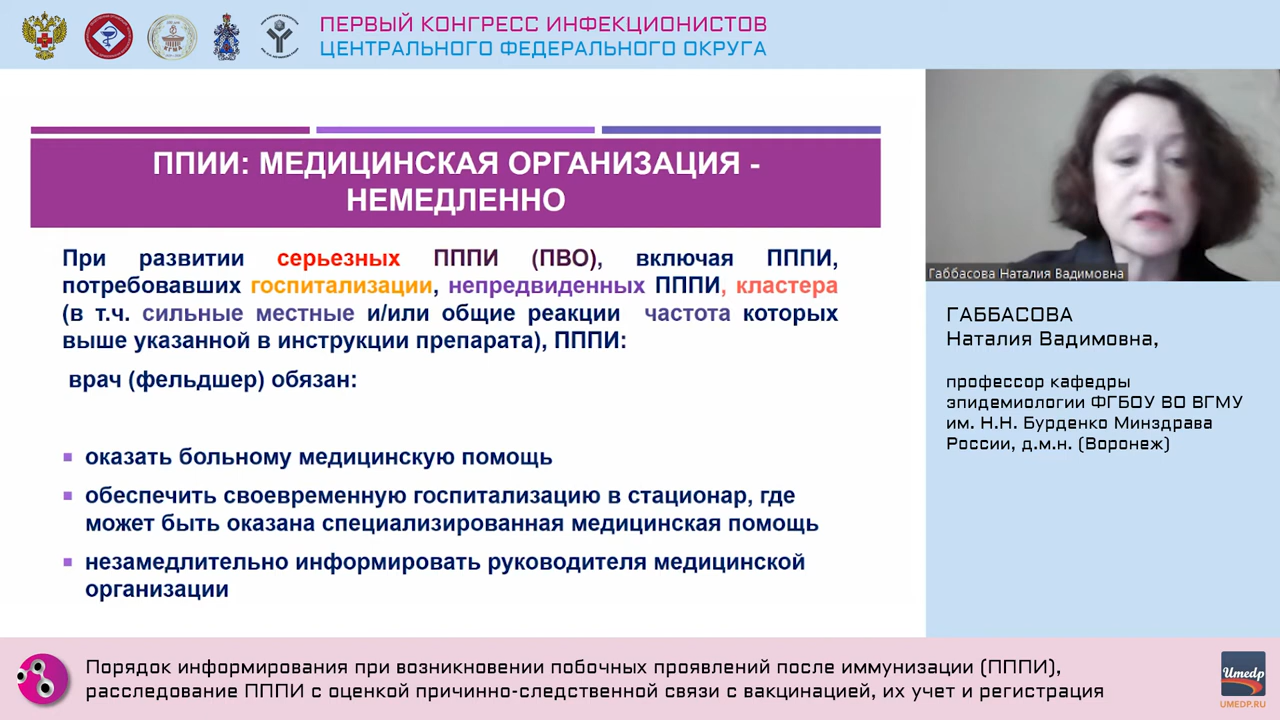 ПЕРВЫЙ КОНГРЕСС ИНФЕКЦИОНИСТОВ
ЦЕНТРАЛЬНОГО ФЕДЕРАЛЬНОГО ОКРУГА
ППИИ: МЕДИЦИНСКАЯ ОРГАНИЗАЦИЯ -
НЕМЕДЛЕННО
При развитии серьезных ПППИ (ПВО), включая ПППИ,
потребовавших госпитализации, непредвиденных ПППИ, кластера
(в т.ч. сильные местные и/или общие реакции частота которых
выше указанной в инструкции препарата), ПППИ:
врач (фельдшер) обязан:
оказать больному медицинскую помощь
обеспечить своевременную госпитализацию в стационар, где
может быть оказана специализированная медицинская помощь
незамедлительно информировать руководителя медицинской
организации
Габбасова Наталия Вадимовна
ГАББАСОВА
Наталия Вадимовна,
профессор кафедры
эпидемиологии ФГБОУ ВО ВГМУ
им. Н.Н. Бурденко Минздрава
России, д.м.н. (Воронеж)
Порядок информирования при возникновении побочных проявлений после иммунизации (ПППИ),
расследование ПППИ с оценкой причинно-следственной связи с вакцинацией, их учет и регистрация
Umedp
UMEDP.RU